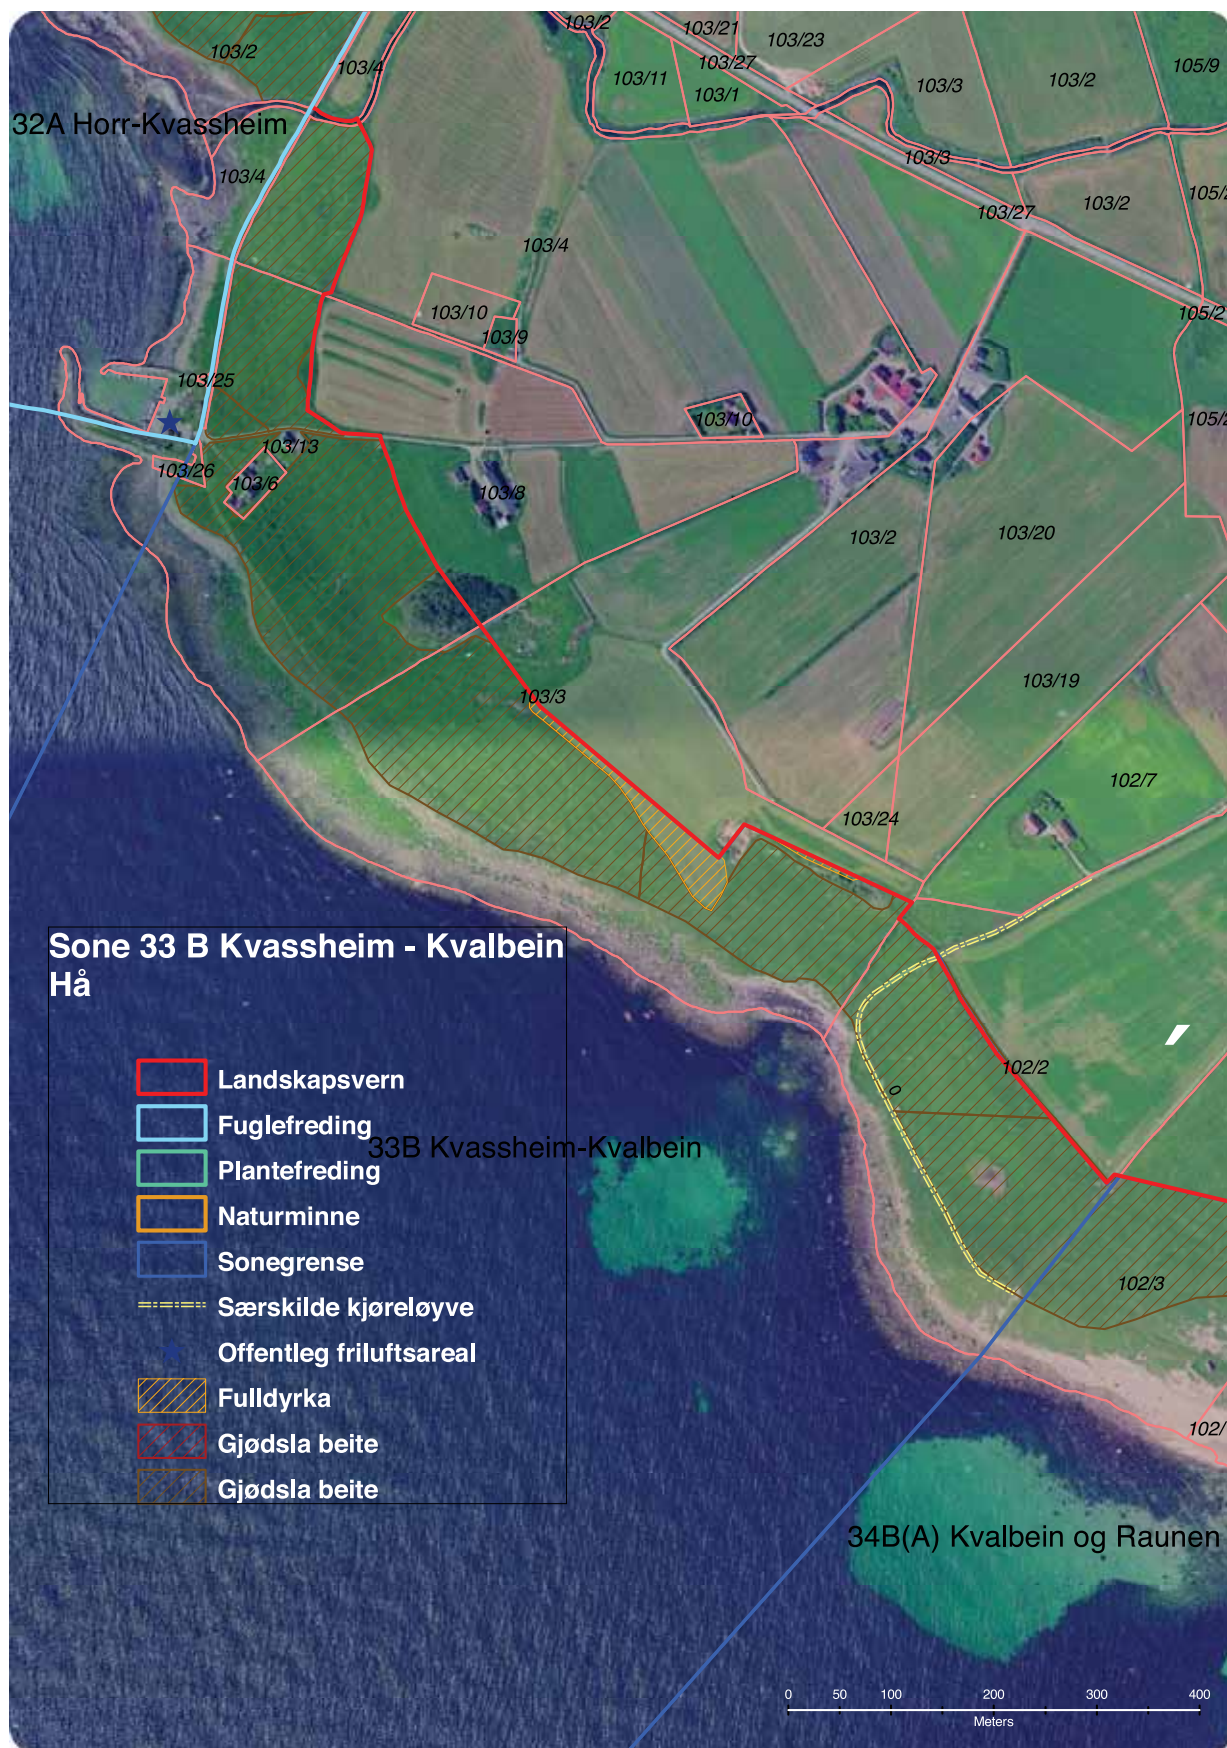 103/2
103/21
103/23
103/2
103/4
103/27
103/11
103/1
103/3
103/2
105/9
32A Horr-Kvassheim
103/4
103/3
103/27
103/2
103/4
103/10
103/9
105/2
103/25
103/10
103/13
103/26
103/6
103/8
103/2
103/20
103/3
103/19
102/7
103/24
Sone 33 B Kvassheim - Kvalbein
Hå
102/2
0
Landskapsvern
Fuglefreding
33B Kvassheim-Kvalbein
Plantefreding
Naturminne
Sonegrense
102/3
Særskilde kjøreløyve
Offentleg friluftsareal
Fulldyrka
102/
Gjødsla beite
Gjødsla beite
34B(A) Kvalbein og Raunen
0 50 100 200 300 400
Meters